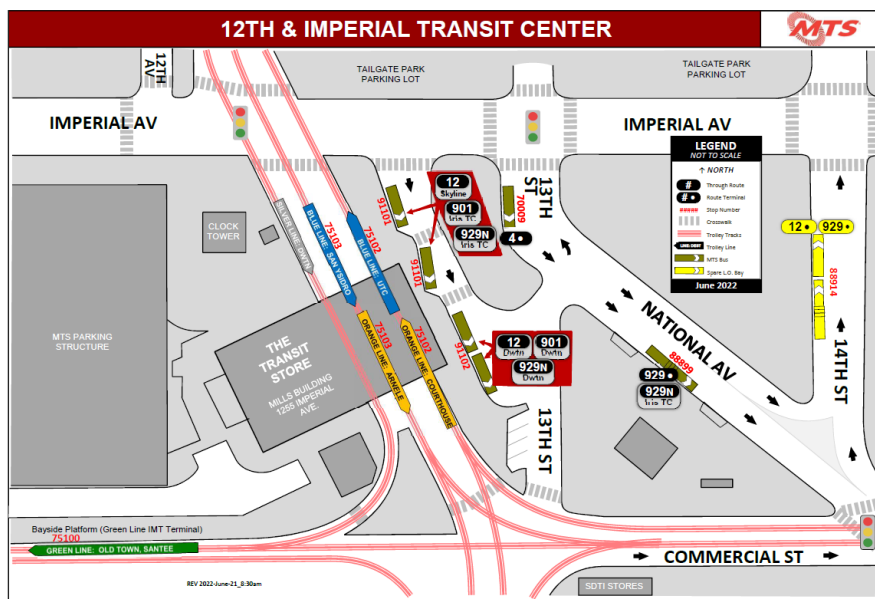 12TH & IMPERIAL TRANSIT CENTER
MTS
12TH
AV
TAILGATE PARK
PARKING LOT
TAILGATE PARK
PARKING LOT
IMPERIAL AV
IMPERIAL AV
LEGEND
NOT TO SCALE
↑ NORTH
# Through Route
# • Route Terminal
##### Stop Number
Crosswalk
Trolley Tracks
LINE: DEST Trolley Line
MTS Bus
Spare L.O. Bay
June 2022
13TH
ST
91101
12
Skyline
901
Iris TC
929N
Iris TC
70009
4 •
91101
CLOCK
TOWER
SILVER LINE: DWTN
BLUE LINE: SAN YSIDRO
75103
BLUE LINE: UTC
75102
12 • 929 •
88914
14TH ST
NATIONAL AV
MTS PARKING
STRUCTURE
THE
TRANSIT
STORE
MILLS BUILDING
1255 IMPERIAL
AVE.
ORANGE LINE: ARNELE
75103
ORANGE LINE: COURTHOUSE
75102
91102
12
Dwtn
901
Dwtn
929N
Dwtn
88899
929 •
929N
Iris TC
13TH ST
Bayside Platform (Green Line IMT Terminal)
75100
GREEN LINE: OLD TOWN, SANTEE
COMMERCIAL ST
SDTI STORES
REV 2022-June-21_8:30am